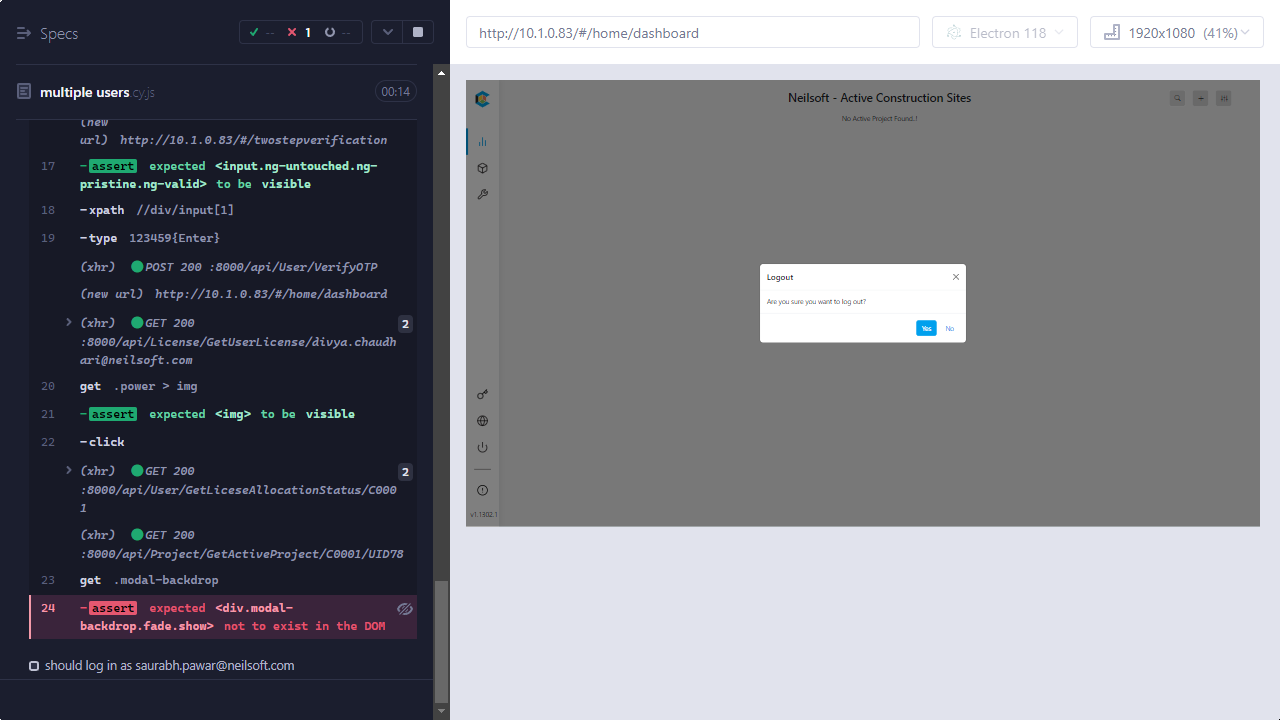 Specs
-- 1 --
multiple users.cy.js
00:14
(new
url) http://10.1.0.83/#/twostepverification
17 -assert expected <input.ng-untouched.ng-
pristine.ng-valid> to be visible
18 -xpath //div/input[1]
19 -type 123459{Enter}
(xhr) POST 200 :8000/api/User/VerifyOTP
(new url) http://10.1.0.83/#/home/dashboard
(xhr) GET 200 2
:8000/api/License/GetUserLicense/divya.chaudh
ari@neilsoft.com
20 get .power > img
21 -assert expected <img> to be visible
22 -click
(xhr) GET 200 2
:8000/api/User/GetLiceseAllocationStatus/C000
1
(xhr) GET 200
:8000/api/Project/GetActiveProject/C0001/UID78
23 get .modal-backdrop
24 -assert expected <div.modal-
backdrop.fade.show> not to exist in the DOM
should log in as saurabh.pawar@neilsoft.com
http://10.1.0.83/#/home/dashboard
Electron 118
1920x1080 (41%)
Neilsoft - Active Construction Sites
No Active Project Found..!
Logout
Are you sure you want to log out?
Yes No
v1.1302.1